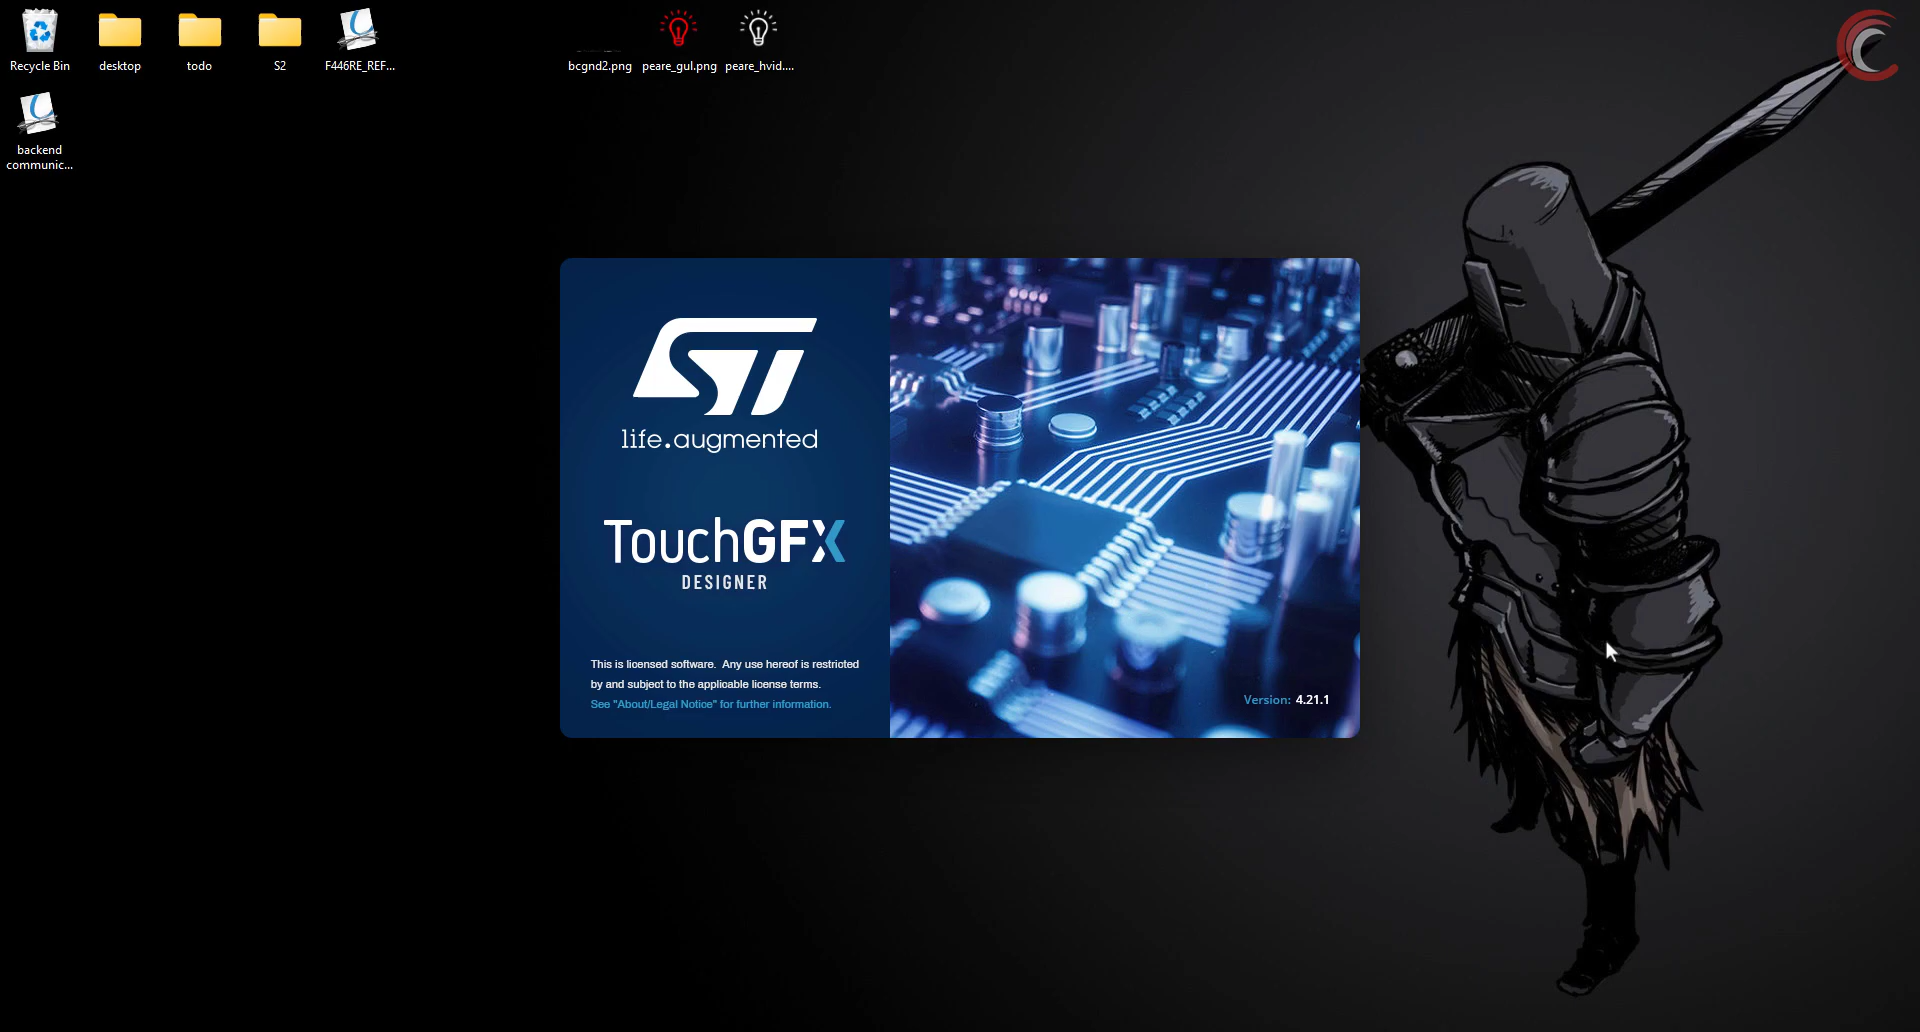 Recycle Bin
desktop
todo
S2
F446RE_REF...
bcgnd2.png
peare_gul.png
peare_hvid....
backend
communic...
ST
life.augmented
TouchGFX
DESIGNER
This is licensed software.  Any use hereof is restricted
by and subject to the applicable license terms.
See "About/Legal Notice" for further information.
Version: 4.21.1